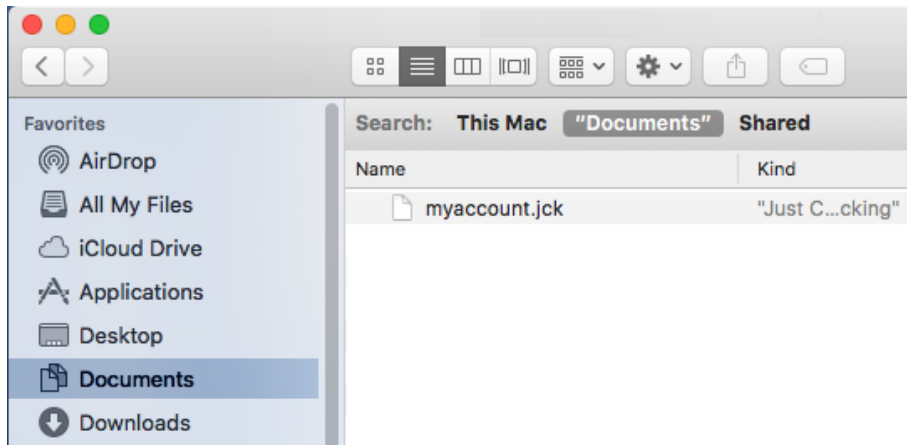 Search: This Mac "Documents" Shared
Name Kind
myaccount.jck "Just C...cking"
Favorites
AirDrop
All My Files
iCloud Drive
Applications
Desktop
Documents
Downloads